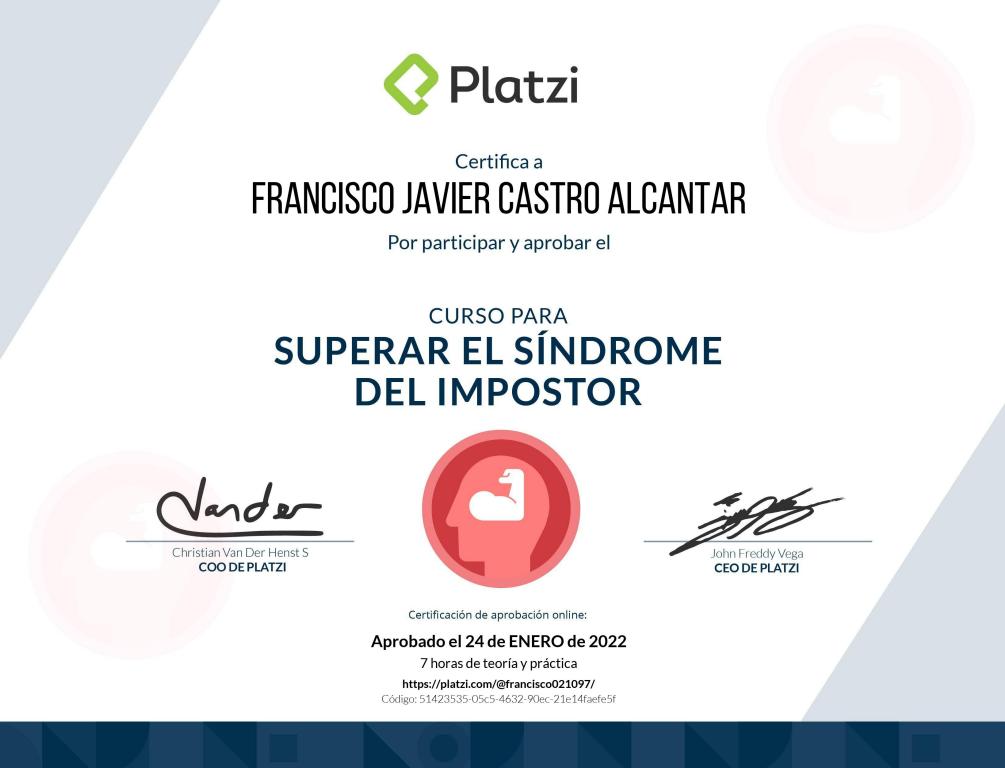 Platzi
Certifica a
FRANCISCO JAVIER CASTRO ALCANTAR
Por participar y aprobar el
CURSO PARA
SUPERAR EL SÍNDROME
DEL IMPOSTOR
Vander
Christian Van Der Henst S
COO DE PLATZI
John Freddy Vega
CEO DE PLATZI
Certificación de aprobación online:
Aprobado el 24 de ENERO de 2022
7 horas de teoría y práctica
https://platzi.com/@francisco021097/
Código: 51423535-05c5-4632-90ec-21e14faefe5f